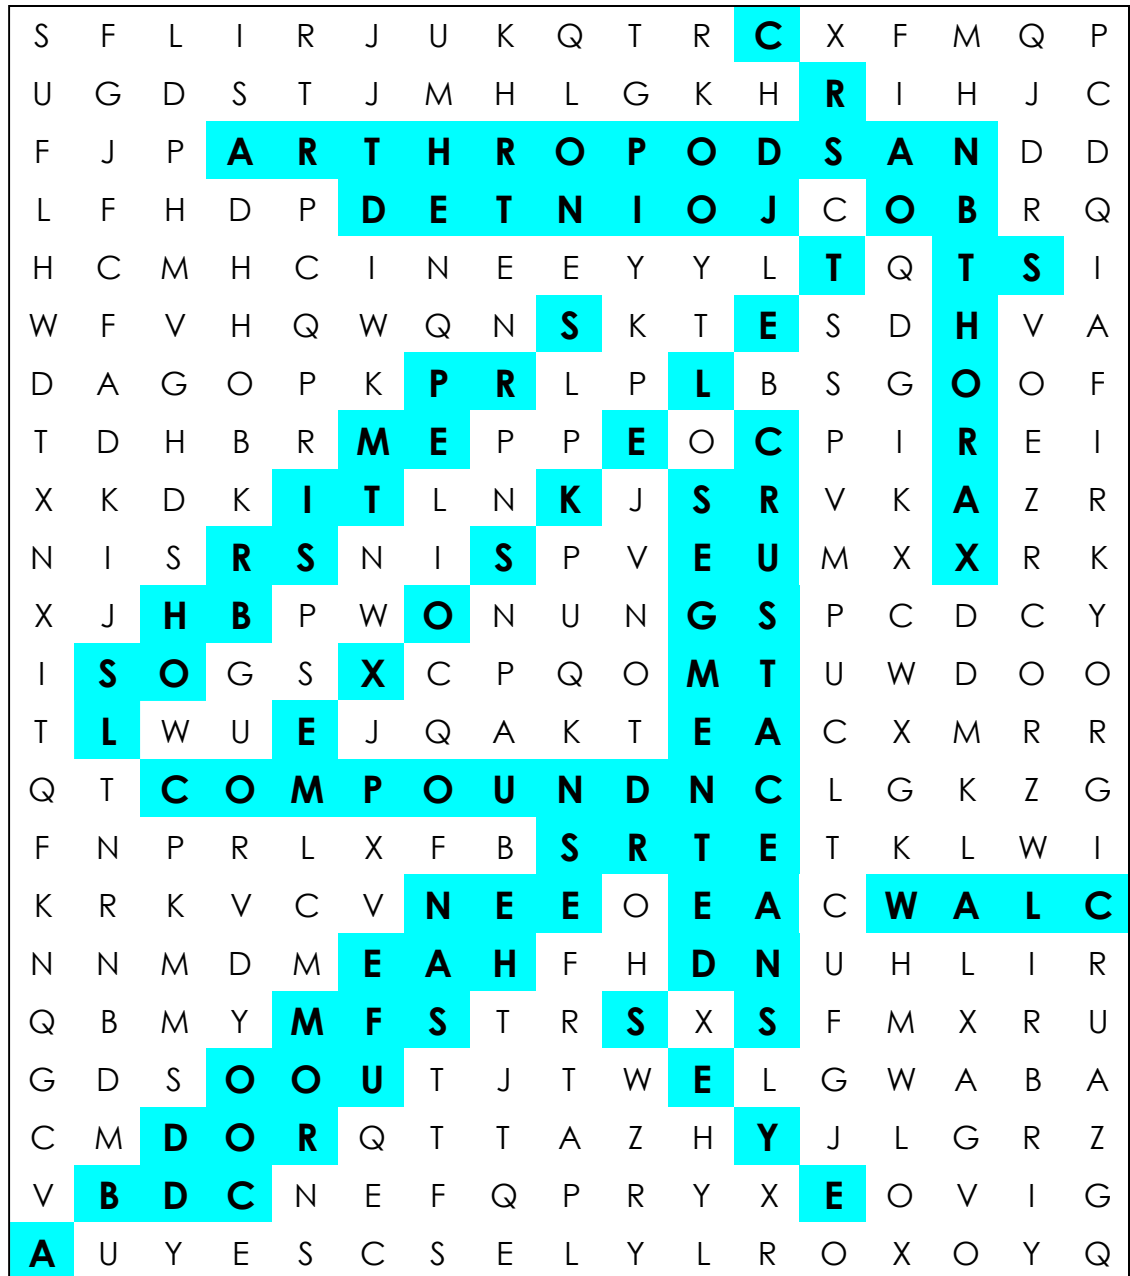 S F L I R J U K Q T R C X F M Q P
U G D S T J M H L G K H R I H J C
F J P A R T H R O P O D S A N D D
L F H D P D E T N I O J C O B R Q
H C M H C I N E E Y Y L T Q T S I
W F V H Q W Q N S K T E S D H V A
D A G O P K P R L P L B S G O O F
T D H B R M E P P E O C P I R E I
X K D K I T L N K J S R V K A Z R
N I S R S N I S P V E U M X X R K
X J H B P W O N U N G S P C D C Y
I S O G S X C P Q O M T U W D O O
T L W U E J Q A K T E A C X M R R
Q T C O M P O U N D N C L G K Z G
F N P R L X F B S R T E T K L W I
K R K V C V N E E O E A C W A L C
N N M D M E A H F H D N U H L I R
Q B M Y M F S T R S X S F M X R U
G D S O O U T J T W E L G W A B A
C M D O R Q T T A Z H Y J L G R Z
V B D C N E F Q P R Y X E O V I G
A U Y E S C S E L Y L R O X O Y Q